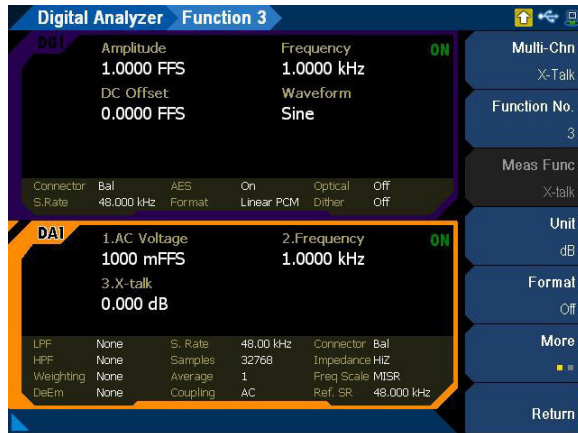 Digital Analyzer Function 3
DG1
Amplitude Frequency ON
1.0000 FFS 1.0000 kHz
DC Offset Waveform
0.0000 FFS Sine
Connector Bal AES On Optical Off
S.Rate 48.000 kHz Format Linear PCM Dither Off
DA1
1.AC Voltage 2.Frequency ON
1000 mFFS 1.0000 kHz
3.X-talk
0.000 dB
LPF None S. Rate 48.00 kHz Connector Bal
HPF None Samples 32768 Impedance HiZ
Weighting None Average 1 Freq Scale MISR
DeEm None Coupling AC Ref. SR 48.000 kHz
Multi-Chn
X-Talk
Function No.
3
Meas Func
X-talk
Unit
dB
Format
Off
More
Return